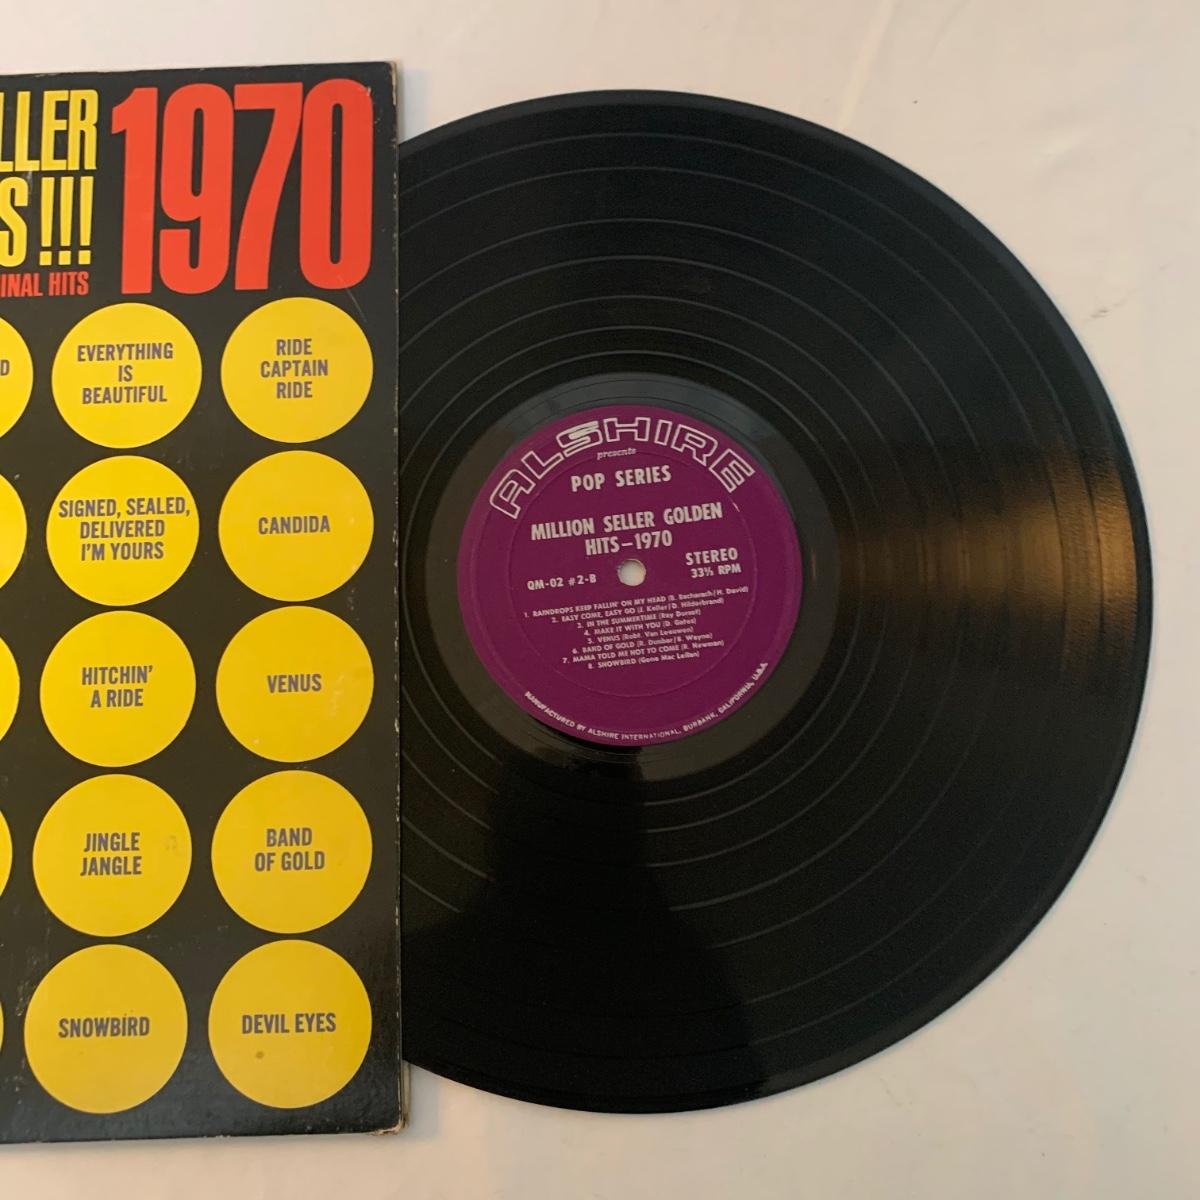 LLER
1970
S!!!
INAL HITS
D
EVERYTHING
IS
BEAUTIFUL
RIDE
CAPTAIN
RIDE
SIGNED, SEALED,
DELIVERED
I'M YOURS
CANDIDA
HITCHIN'
A RIDE
VENUS
JINGLE
JANGLE
BAND
OF GOLD
SNOWBIRD
DEVIL EYES
ALSHIRE
presents
POP SERIES
MILLION SELLER GOLDEN
HITS—1970
STEREO
33⅓ RPM
QM-02 #2-B
1. RAINDROPS KEEP FALLIN' ON MY HEAD (B. Bacharach/H. David)
2. EASY COME, EASY GO (J. Keller/D. Hilderbrand)
3. IN THE SUMMERTIME (Ray Dorset)
4. MAKE IT WITH YOU (D. Gates)
5. VENUS (Robt. Van Leeuwen)
6. BAND OF GOLD (R. Dunbar/B. Wayne)
7. MAMA TOLD ME NOT TO COME (R. Newman)
8. SNOWBIRD (Gene Mac Lellan)
MANUFACTURED BY ALSHIRE INTERNATIONAL, BURBANK, CALIFORNIA, U.S.A.